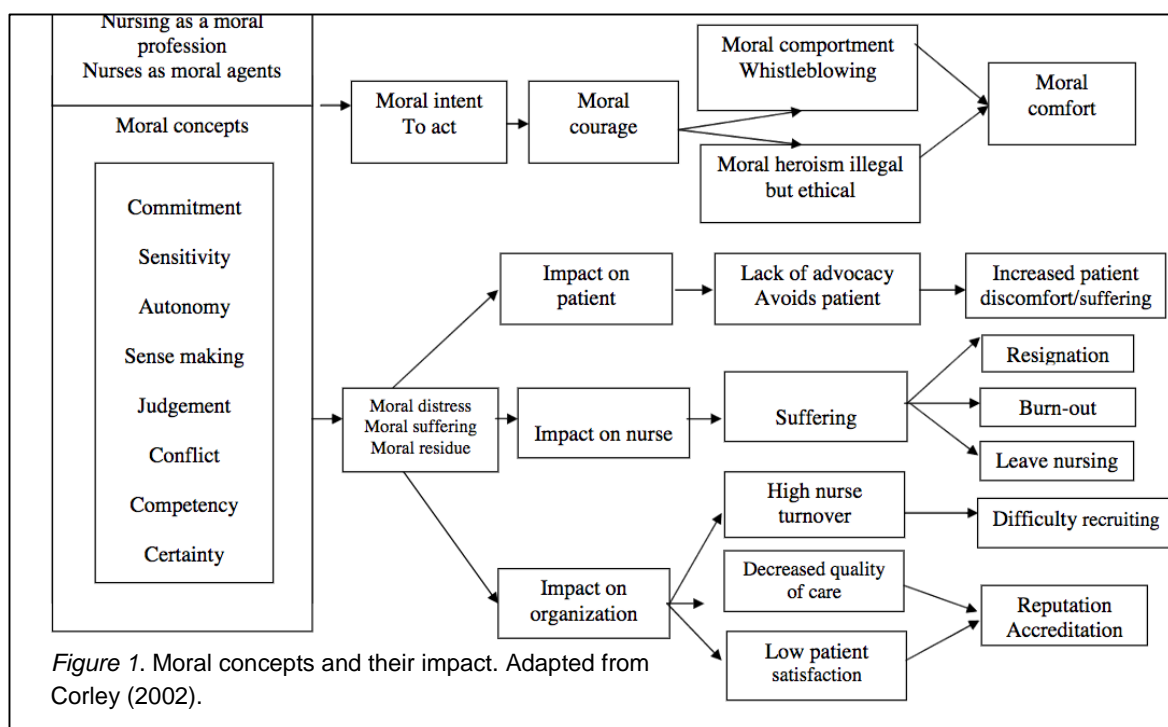 Nursing as a moral
profession
Nurses as moral agents
Moral concepts
Commitment
Sensitivity
Autonomy
Sense making
Judgement
Conflict
Competency
Certainty
Moral intent
To act
Moral
courage
Moral comportment
Whistleblowing
Moral heroism illegal
but ethical
Moral
comfort
Moral distress
Moral suffering
Moral residue
Impact on
patient
Lack of advocacy
Avoids patient
Increased patient
discomfort/suffering
Impact on nurse
Suffering
Resignation
Burn-out
Leave nursing
Impact on
organization
High nurse
turnover
Difficulty recruiting
Decreased quality
of care
Low patient
satisfaction
Reputation
Accreditation
Figure 1. Moral concepts and their impact. Adapted from
Corley (2002).